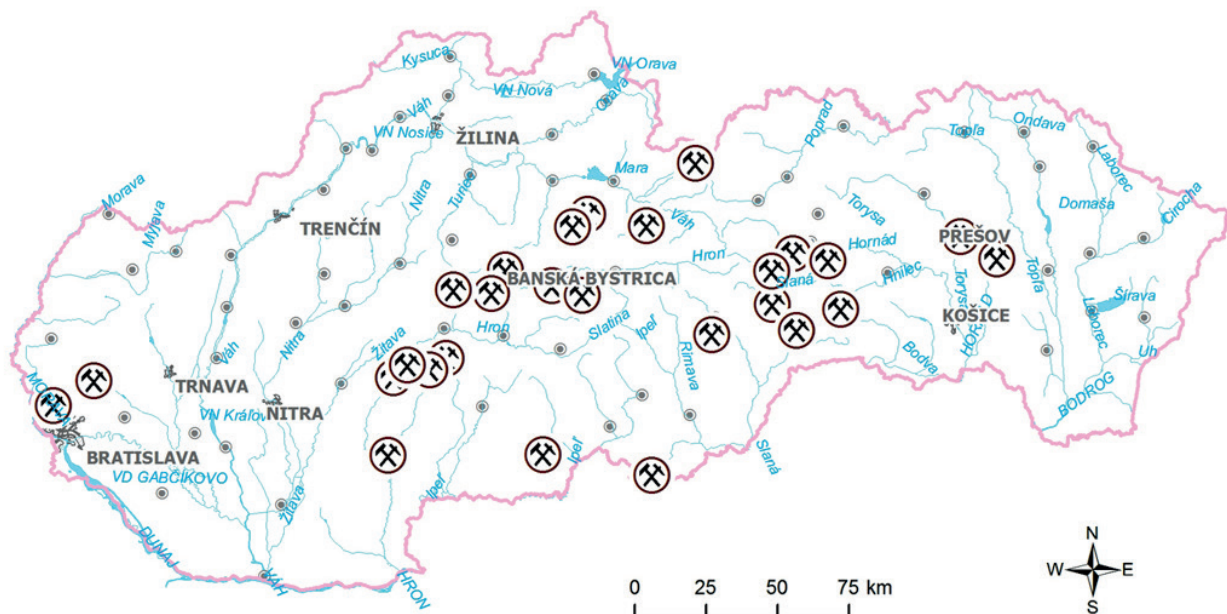 Kysuca
VN Orava
VN Nová
Orava
Váh
VN Nosice
ŽILINA
Poprad
Topľa
Ondava
Laborec
Mara
Turiec
Nitra
Morava
Myjava
TRENČÍN
Váh
Torysa
Domaša
Cirocha
PREŠOV
Hornád
Hron
BANSKÁ BYSTRICA
Slaná
Hnilec
Topľa
Šírava
Hron
Slatina
Ipeľ
Rimava
KOŠICE
Laborec
Uh
Bodva
Žitava
Nitra
Váh
TRNAVA
NITRA
VN Kráľov
BRATISLAVA
VD GABČÍKOVO
BODROG
Ipeľ
Slaná
Ipeľ
Žitava
DUNAJ
VÁH
HRON
N
W
E
S
0 25 50 75 km